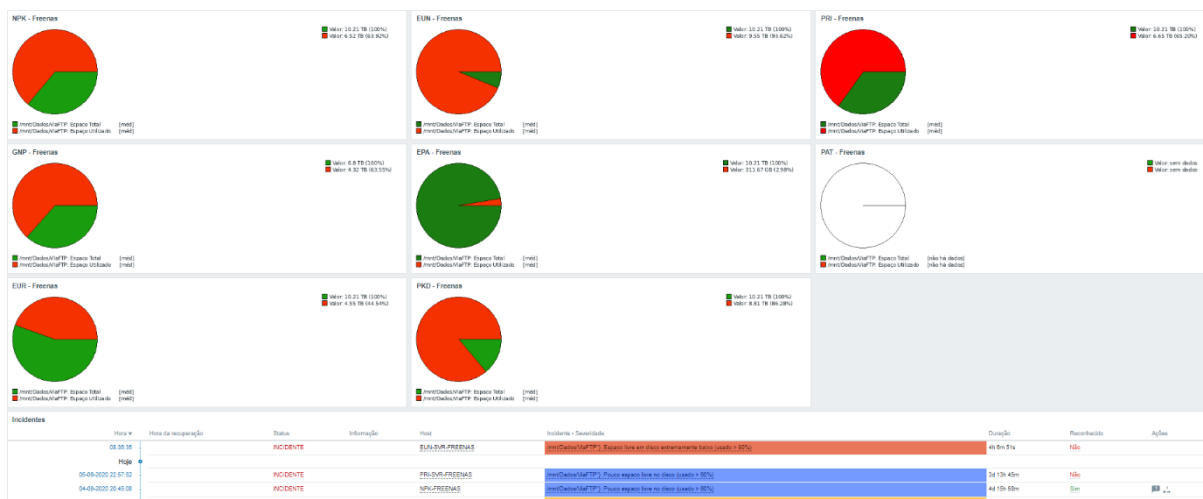 NPK - Freenas
Valor: 10.21 TB (100%)
Valor: 6.52 TB (63.92%)
/mnt/Dados/ViaFTP: Espaço Total [méd]
/mnt/Dados/ViaFTP: Espaço Utilizado [méd]
EUN - Freenas
Valor: 10.21 TB (100%)
Valor: 9.55 TB (93.62%)
/mnt/Dados/ViaFTP: Espaço Total [méd]
/mnt/Dados/ViaFTP: Espaço Utilizado [méd]
PRI - Freenas
Valor: 10.21 TB (100%)
Valor: 6.65 TB (65.20%)
/mnt/Dados/ViaFTP: Espaço Total [méd]
/mnt/Dados/ViaFTP: Espaço Utilizado [méd]
GNP - Freenas
Valor: 6.8 TB (100%)
Valor: 4.32 TB (63.55%)
/mnt/Dados/ViaFTP: Espaço Total [méd]
/mnt/Dados/ViaFTP: Espaço Utilizado [méd]
EPA - Freenas
Valor: 10.21 TB (100%)
Valor: 311.67 GB (2.98%)
/mnt/Dados/ViaFTP: Espaço Total [méd]
/mnt/Dados/ViaFTP: Espaço Utilizado [méd]
PAT - Freenas
Valor: sem dados
Valor: sem dados
/mnt/Dados/ViaFTP: Espaço Total [não há dados]
/mnt/Dados/ViaFTP: Espaço Utilizado [não há dados]
EUR - Freenas
Valor: 10.21 TB (100%)
Valor: 4.55 TB (44.54%)
/mnt/Dados/ViaFTP: Espaço Total [méd]
/mnt/Dados/ViaFTP: Espaço Utilizado [méd]
PKD - Freenas
Valor: 10.21 TB (100%)
Valor: 8.81 TB (86.28%)
/mnt/Dados/ViaFTP: Espaço Total [méd]
/mnt/Dados/ViaFTP: Espaço Utilizado [méd]
Incidentes
Hora ▼ Hora da recuperação Status Informação Host Incidente • Severidade Duração Reconhecido Ações
INCIDENTE EUN-SVR-FREENAS /mnt/Dados/ViaFTP"): Espaço livre em disco extremamente baixo (usado > 90%) 4h 6m 51s Não
Hoje
INCIDENTE PRI-SVR-FREENAS /mnt/Dados/ViaFTP"): Pouco espaço livre no disco (usado > 60%) 3d 13h 45m Não
04-08-2020 20:45:08 INCIDENTE NPK-FREENAS /mnt/Dados/ViaFTP"): Pouco espaço livre no disco (usado > 60%) 4d 15h Sim